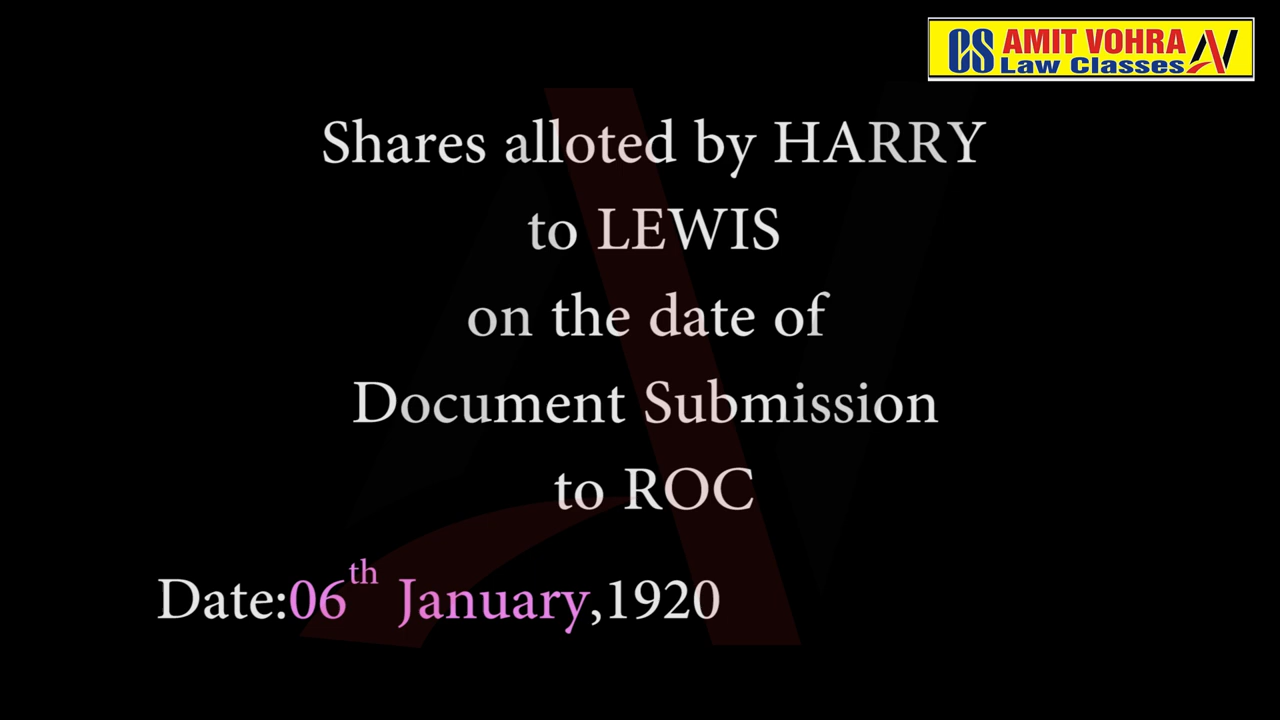 CS AMIT VOHRA AV
Law Classes
Shares alloted by HARRY
to LEWIS
on the date of
Document Submission
to ROC
Date:06th January,1920